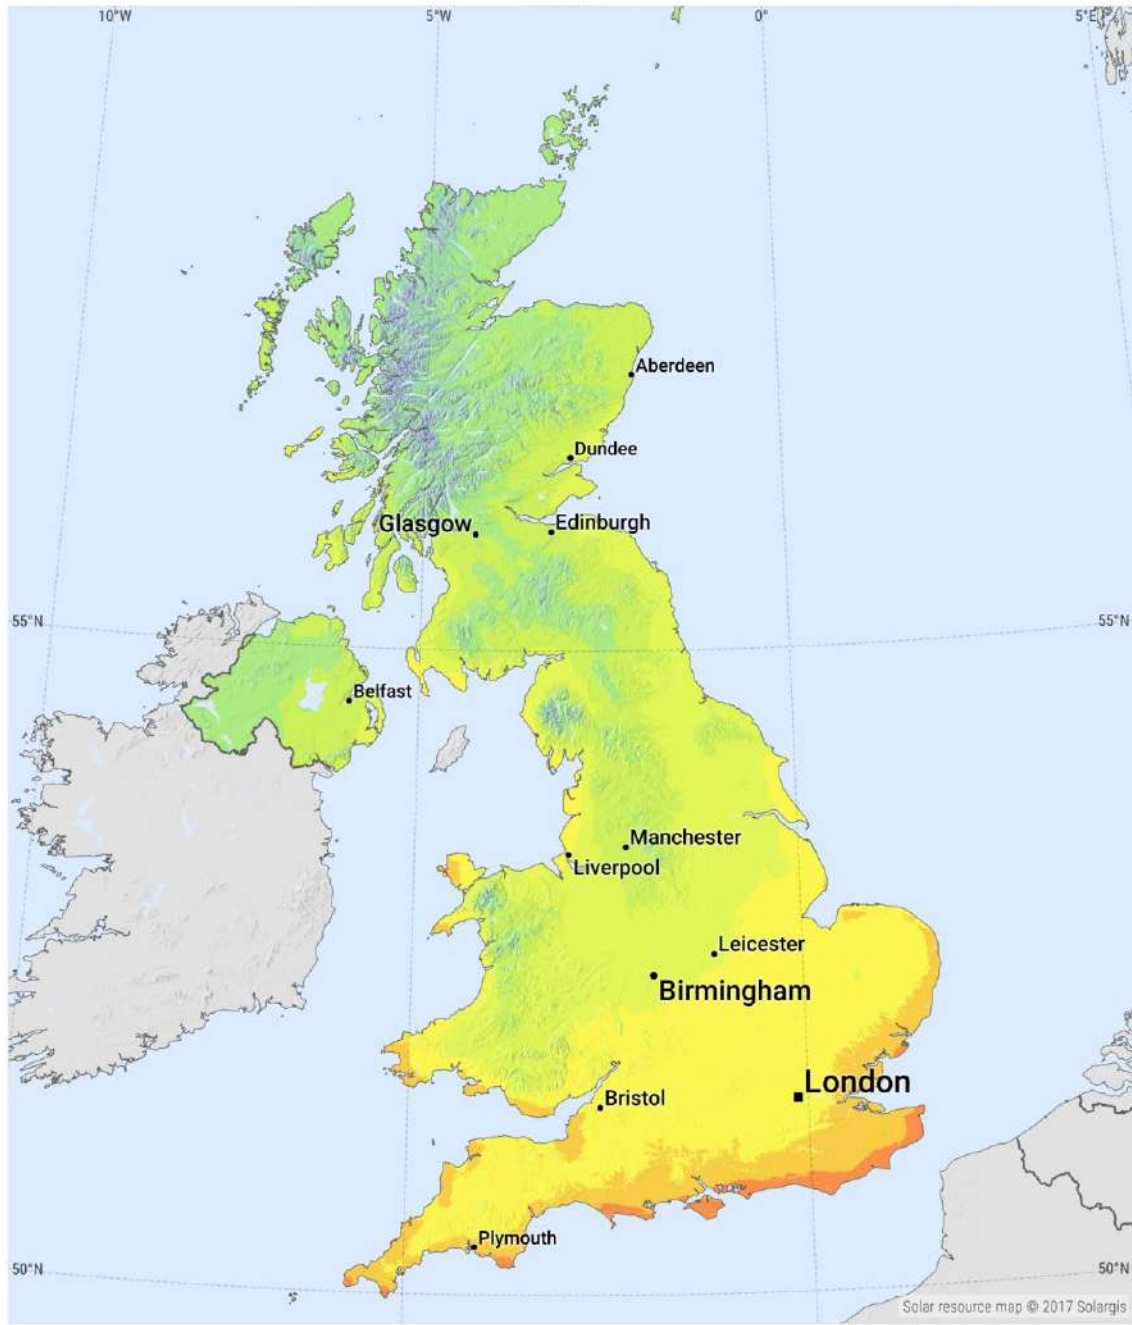 10°W 5°W 0° 5°E
Aberdeen
Dundee
Glasgow
Edinburgh
55°N 55°N
Belfast
Manchester
Liverpool
Leicester
Birmingham
London
Bristol
Plymouth
50°N 50°N
Solar resource map © 2017 Solargis